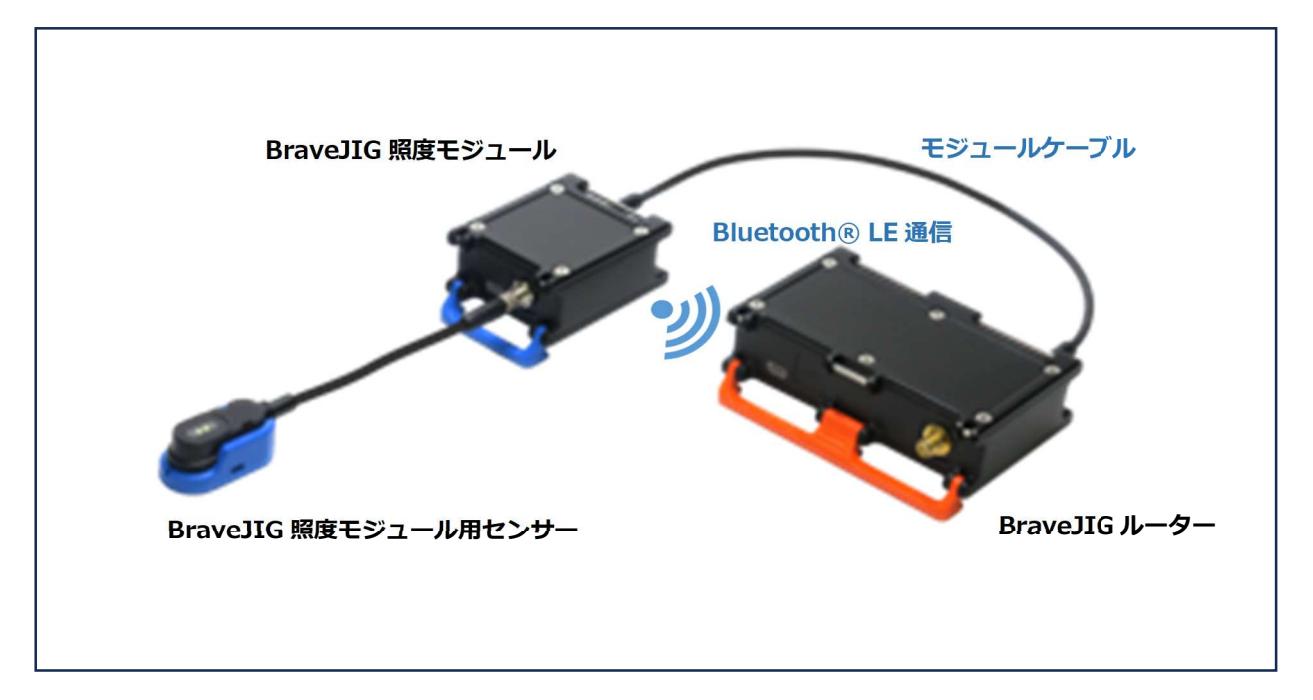 BraveJIG 照度モジュール
モジュールケーブル
Bluetooth® LE 通信
BraveJIG 照度モジュール用センサー
BraveJIG ルーター